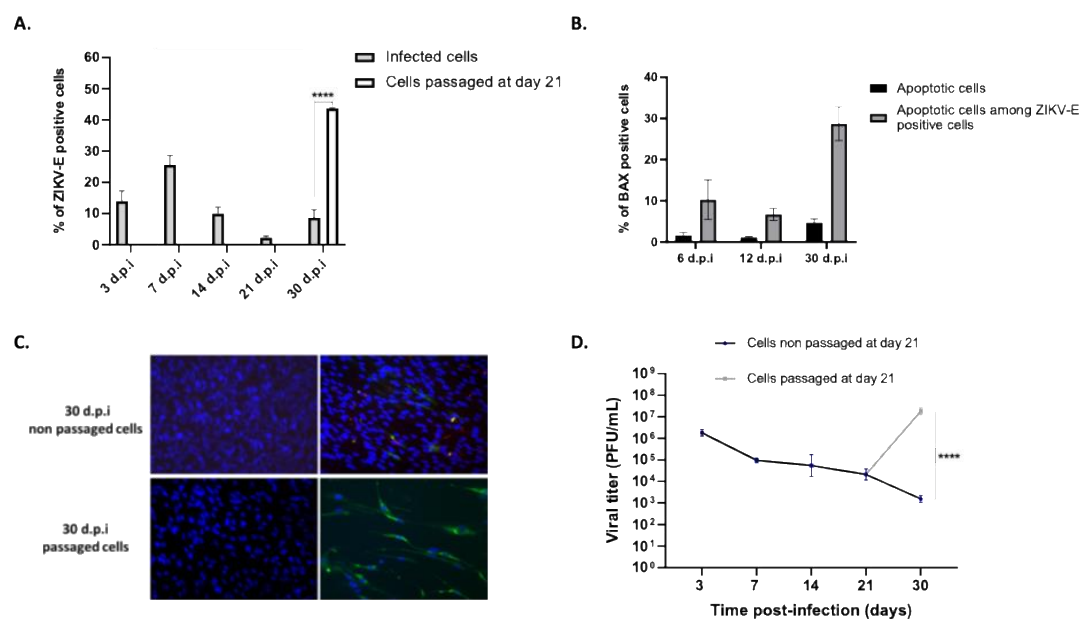 A.
% of ZIKV-E positive cells
60
50
40
30
20
10
0
3 d.p.i
7 d.p.i
14 d.p.i
21 d.p.i
30 d.p.i
****
Infected cells
Cells passaged at day 21
B.
% of BAX positive cells
40
30
20
10
0
6 d.p.i
12 d.p.i
30 d.p.i
Apoptotic cells
Apoptotic cells among ZIKV-E
positive cells
C.
30 d.p.i
non passaged cells
30 d.p.i
passaged cells
D.
Cells non passaged at day 21
Cells passaged at day 21
Viral titer (PFU/mL)
10⁹
10⁸
10⁷
10⁶
10⁵
10⁴
10³
10²
10¹
10⁰
3
7
14
21
30
****
Time post-infection (days)